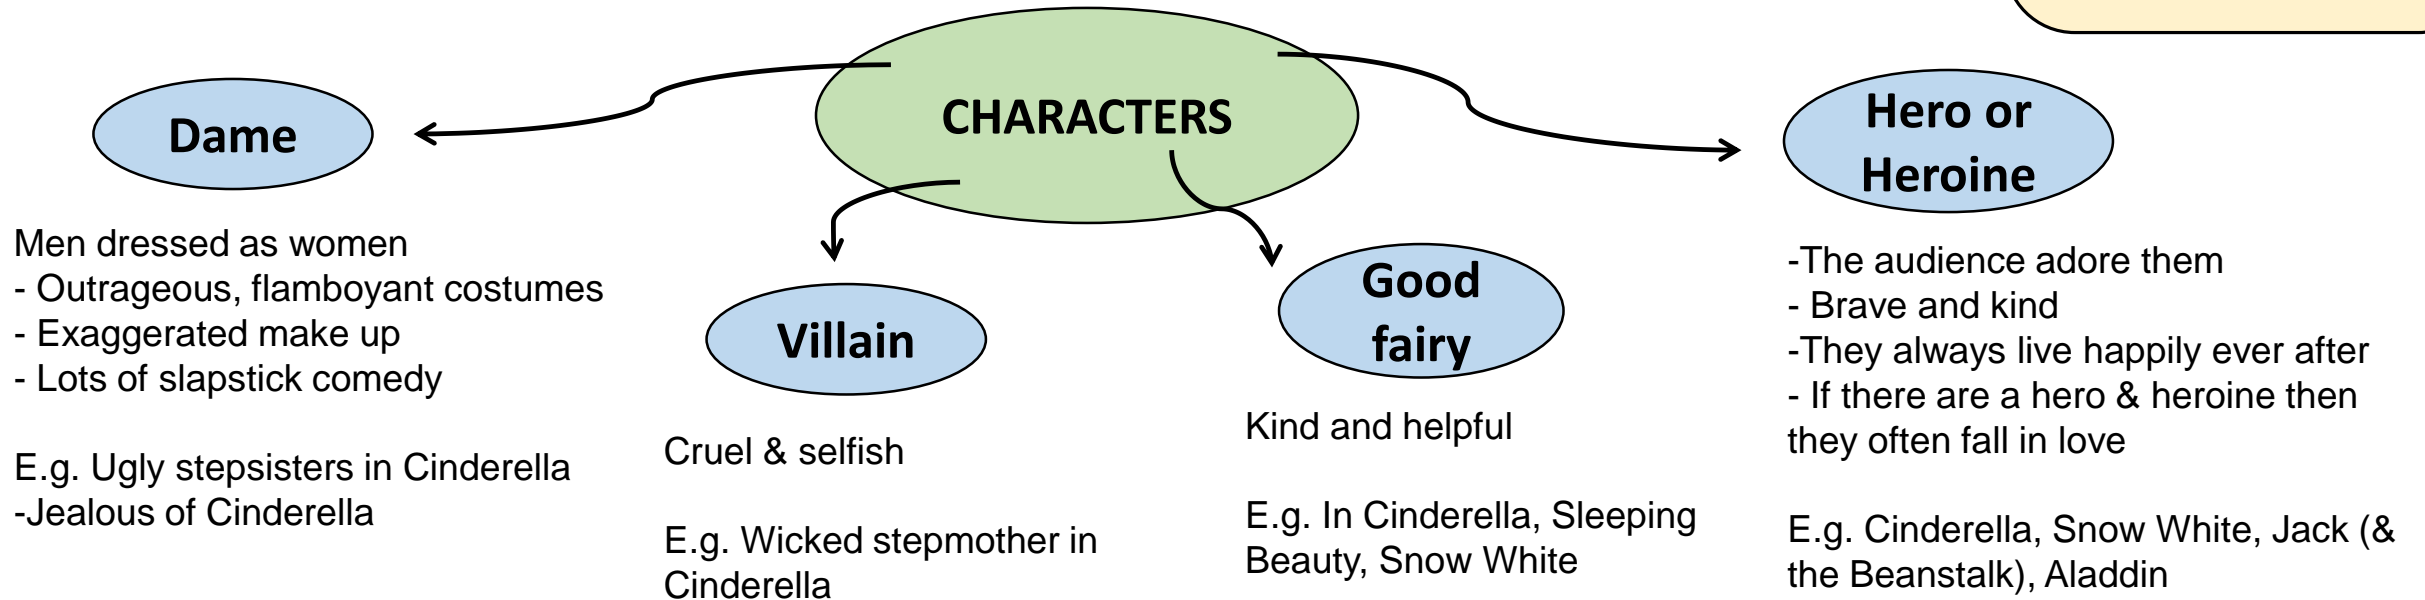 CHARACTERS
Dame
Men dressed as women
- Outrageous, flamboyant costumes
- Exaggerated make up
- Lots of slapstick comedy
E.g. Ugly stepsisters in Cinderella
-Jealous of Cinderella
Villain
Cruel & selfish
E.g. Wicked stepmother in
Cinderella
Good
fairy
Kind and helpful
E.g. In Cinderella, Sleeping
Beauty, Snow White
Hero or
Heroine
-The audience adore them
- Brave and kind
-They always live happily ever after
- If there are a hero & heroine then
they often fall in love
E.g. Cinderella, Snow White, Jack (&
the Beanstalk), Aladdin